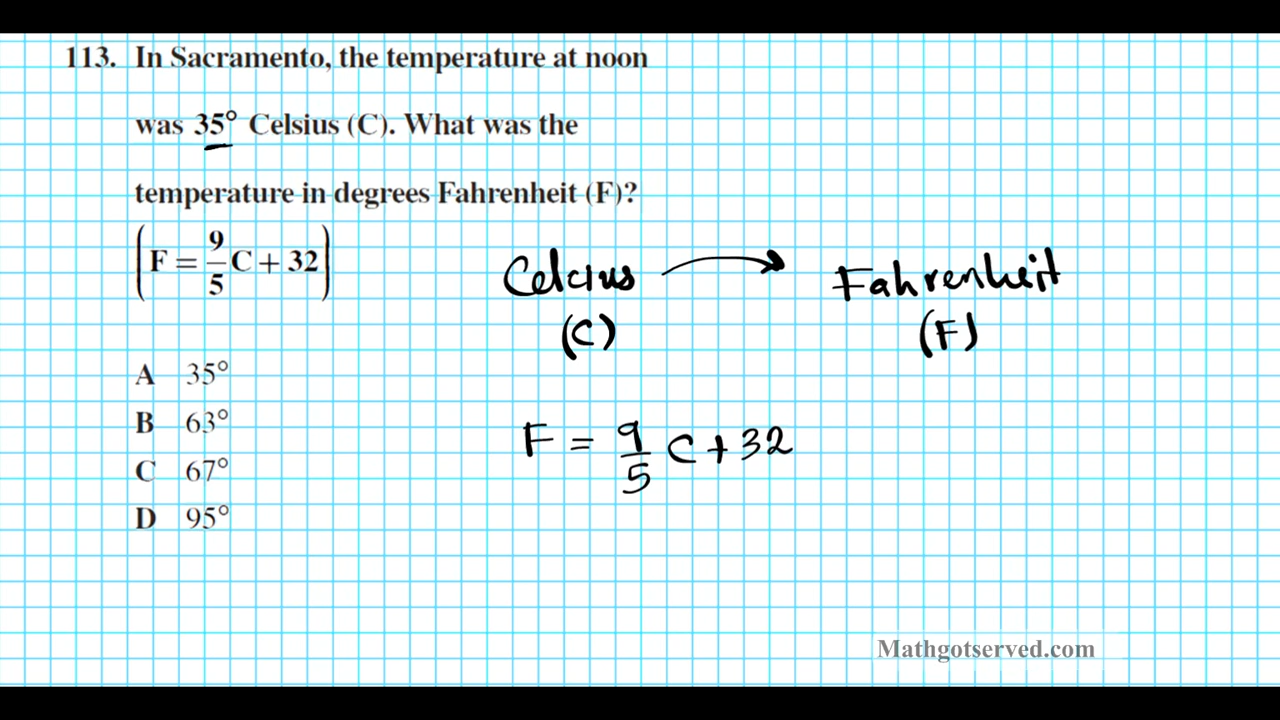 113. In Sacramento, the temperature at noon
was 35° Celsius (C). What was the
temperature in degrees Fahrenheit (F)?
(F = 9/5 C + 32)
Celcius → Fahrenheit
(C) (F)
A 35°
B 63°
F = 9/5 C + 32
C 67°
D 95°
Mathgotserved.com